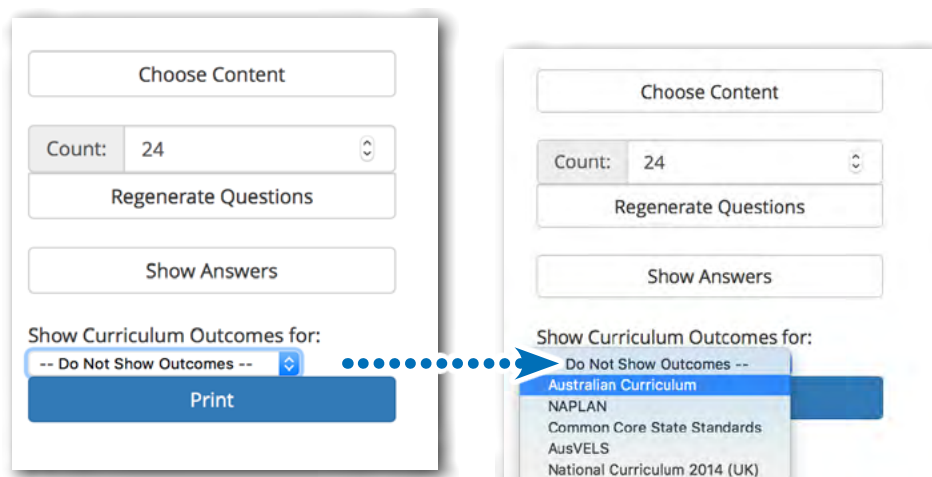 Choose Content
Count: 24
Regenerate Questions
Show Answers
Show Curriculum Outcomes for:
-- Do Not Show Outcomes --
Print
Choose Content
Count: 24
Regenerate Questions
Show Answers
Show Curriculum Outcomes for:
Do Not Show Outcomes --
Australian Curriculum
NAPLAN
Common Core State Standards
AusVELS
National Curriculum 2014 (UK)